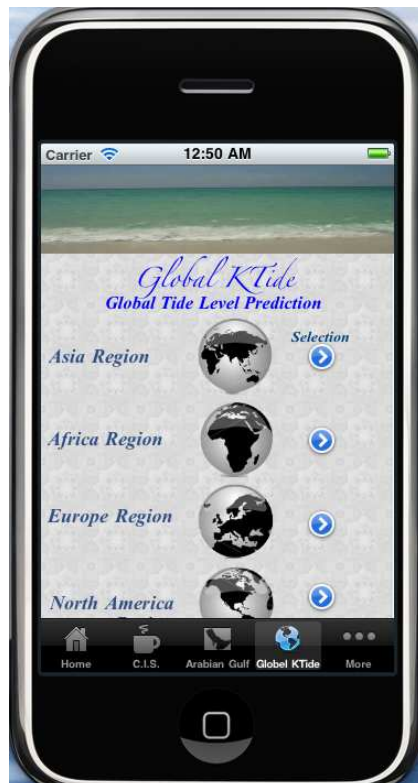 Carrier 12:50 AM
Global KTide
Global Tide Level Prediction
Selection
Asia Region
Africa Region
Europe Region
North America
Home C.I.S. Arabian Gulf Globel KTide More